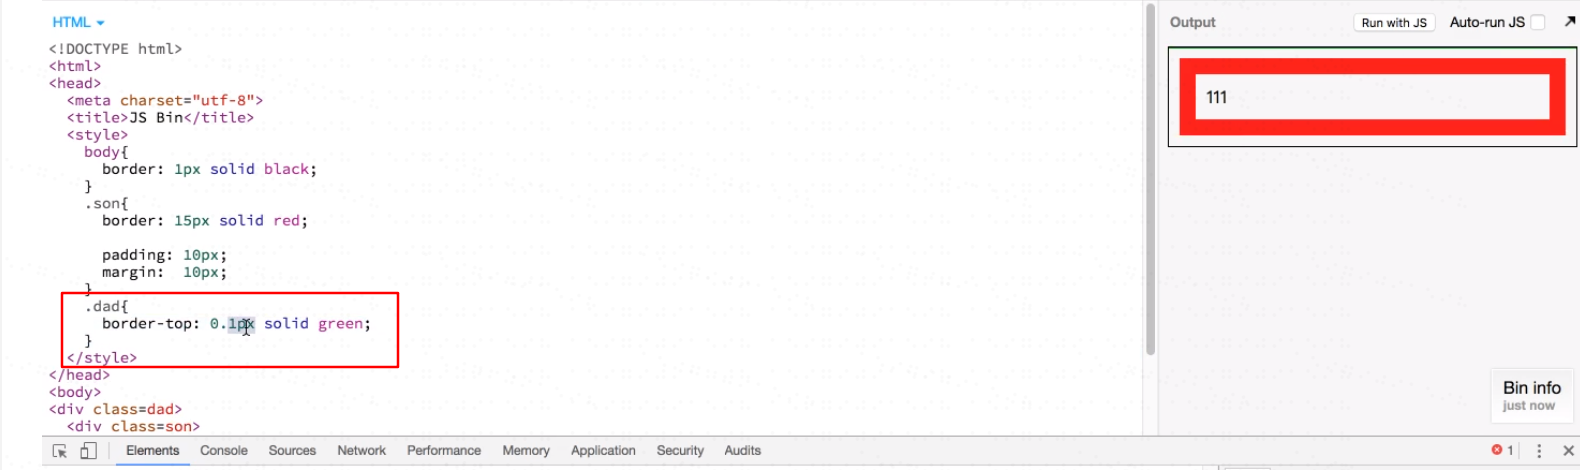 HTML
<!DOCTYPE html>
<html>
<head>
<meta charset="utf-8">
<title>JS Bin</title>
<style>
body{
border: 1px solid black;
}
.son{
border: 15px solid red;
padding: 10px;
margin:  10px;
}
.dad{
border-top: 0.1px solid green;
}
</style>
</head>
<body>
<div class=dad>
<div class=son>
Output Run with JS Auto-run JS
111
Bin info
just now
Elements Console Sources Network Performance Memory Application Security Audits 1